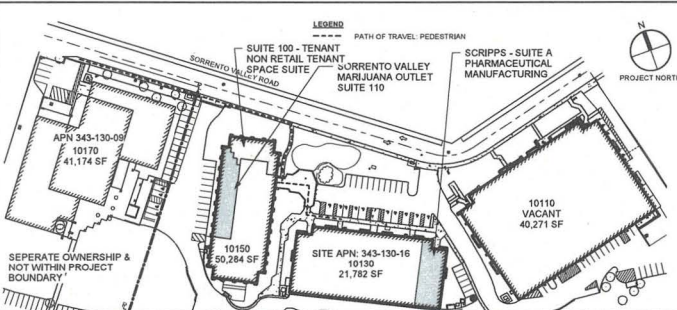 LEGEND
PATH OF TRAVEL: PEDESTRIAN
SUITE 100 - TENANT
NON RETAIL TENANT
SPACE SUITE
SORRENTO VALLEY
MARIJUANA OUTLET
SUITE 110
SCRIPPS - SUITE A
PHARMACEUTICAL
MANUFACTURING
N
PROJECT NORTH
SORRENTO VALLEY ROAD
APN 343-130-09
10170
41,174 SF
10110
VACANT
40,271 SF
10150
50,284 SF
SITE APN: 343-130-16
10130
21,782 SF
SEPERATE OWNERSHIP &
NOT WITHIN PROJECT
BOUNDARY